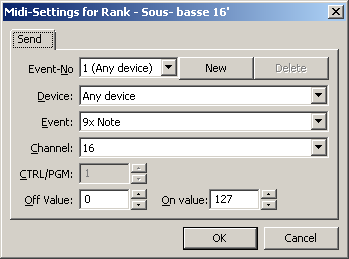 Midi-Settings for Rank - Sous- basse 16'
Send
Event-No 1 (Any device) New Delete
Device: Any device
Event: 9x Note
Channel: 16
CTRL/PGM: 1
Off Value: 0 On value: 127
OK Cancel